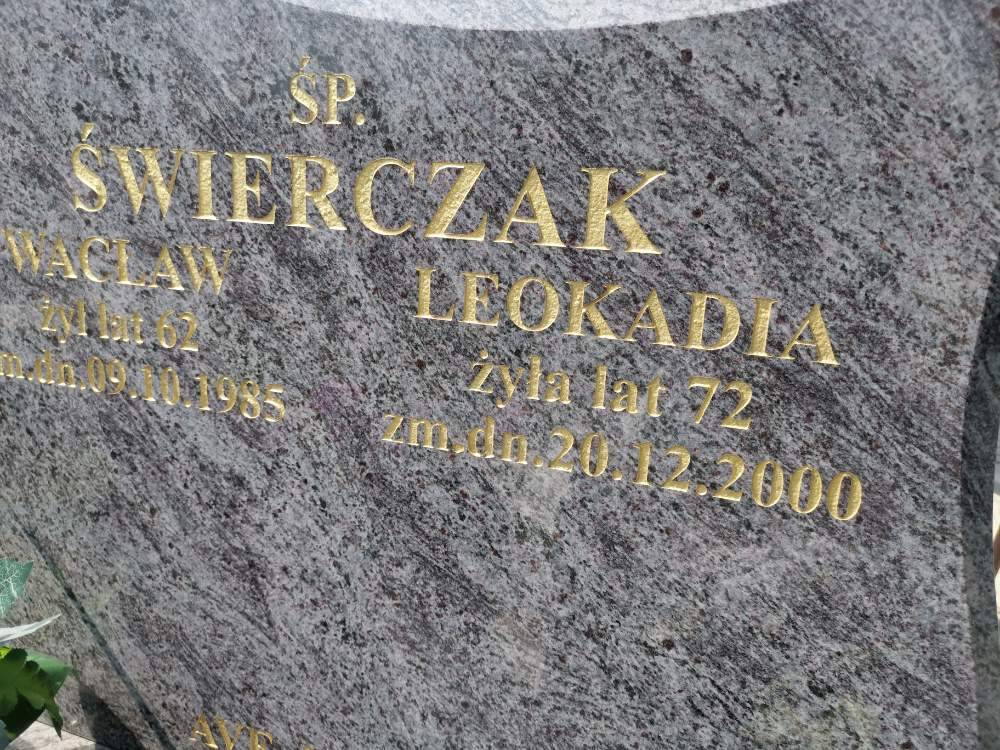 ŚP.
ŚWIERCZAK
WACŁAW LEOKADIA
żył lat 62 żyła lat 72
m.dn.09.10.1985 zm.dn.20.12.2000
AVE